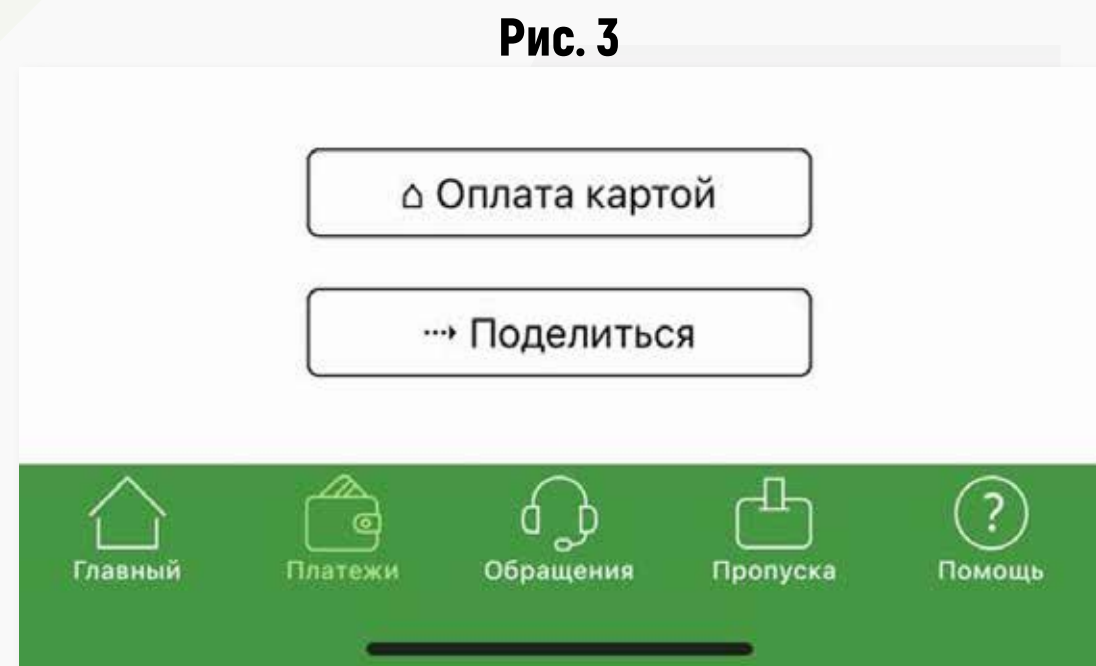 Рис. 3
Оплата картой
Поделиться
Главный
Платежи
Обращения
Пропуска
Помощь